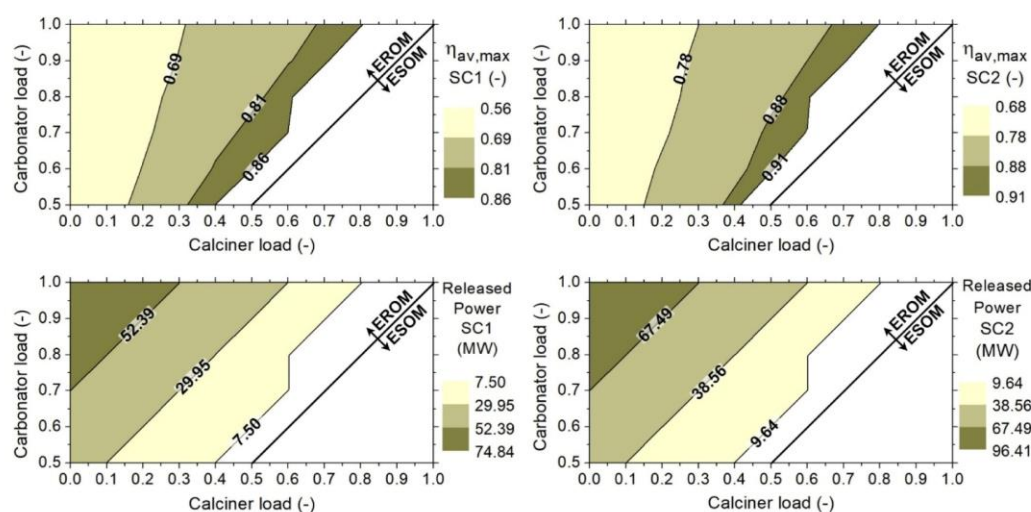 Carbonator load (-)
1.0
0.9
0.8
0.7
0.6
0.5
0.69
0.81
0.86
EROM
ESOM
0.0 0.1 0.2 0.3 0.4 0.5 0.6 0.7 0.8 0.9 1.0
Calciner load (-)
ηav,max
SC1 (-)
0.56
0.69
0.81
0.86
Carbonator load (-)
1.0
0.9
0.8
0.7
0.6
0.5
0.78
0.88
0.91
EROM
ESOM
0.0 0.1 0.2 0.3 0.4 0.5 0.6 0.7 0.8 0.9 1.0
Calciner load (-)
ηav,max
SC2 (-)
0.68
0.78
0.88
0.91
Carbonator load (-)
1.0
0.9
0.8
0.7
0.6
0.5
52.39
29.95
7.50
EROM
ESOM
0.0 0.1 0.2 0.3 0.4 0.5 0.6 0.7 0.8 0.9 1.0
Calciner load (-)
Released
Power
SC1
(MW)
7.50
29.95
52.39
74.84
Carbonator load (-)
1.0
0.9
0.8
0.7
0.6
0.5
67.49
38.56
9.64
EROM
ESOM
0.0 0.1 0.2 0.3 0.4 0.5 0.6 0.7 0.8 0.9 1.0
Calciner load (-)
Released
Power
SC2
(MW)
9.64
38.56
67.49
96.41